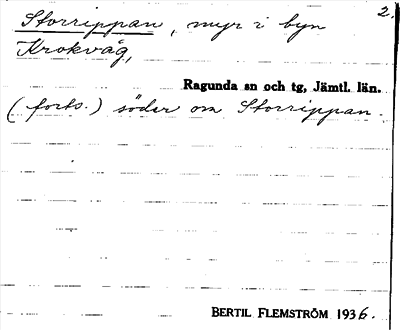 2.
Storrippan, myr i byn
Krokvåg,
Ragunda sn och tg, Jämtl. län.
(forts.) söder om Storrippan.
BERTIL FLEMSTRÖM 1936.